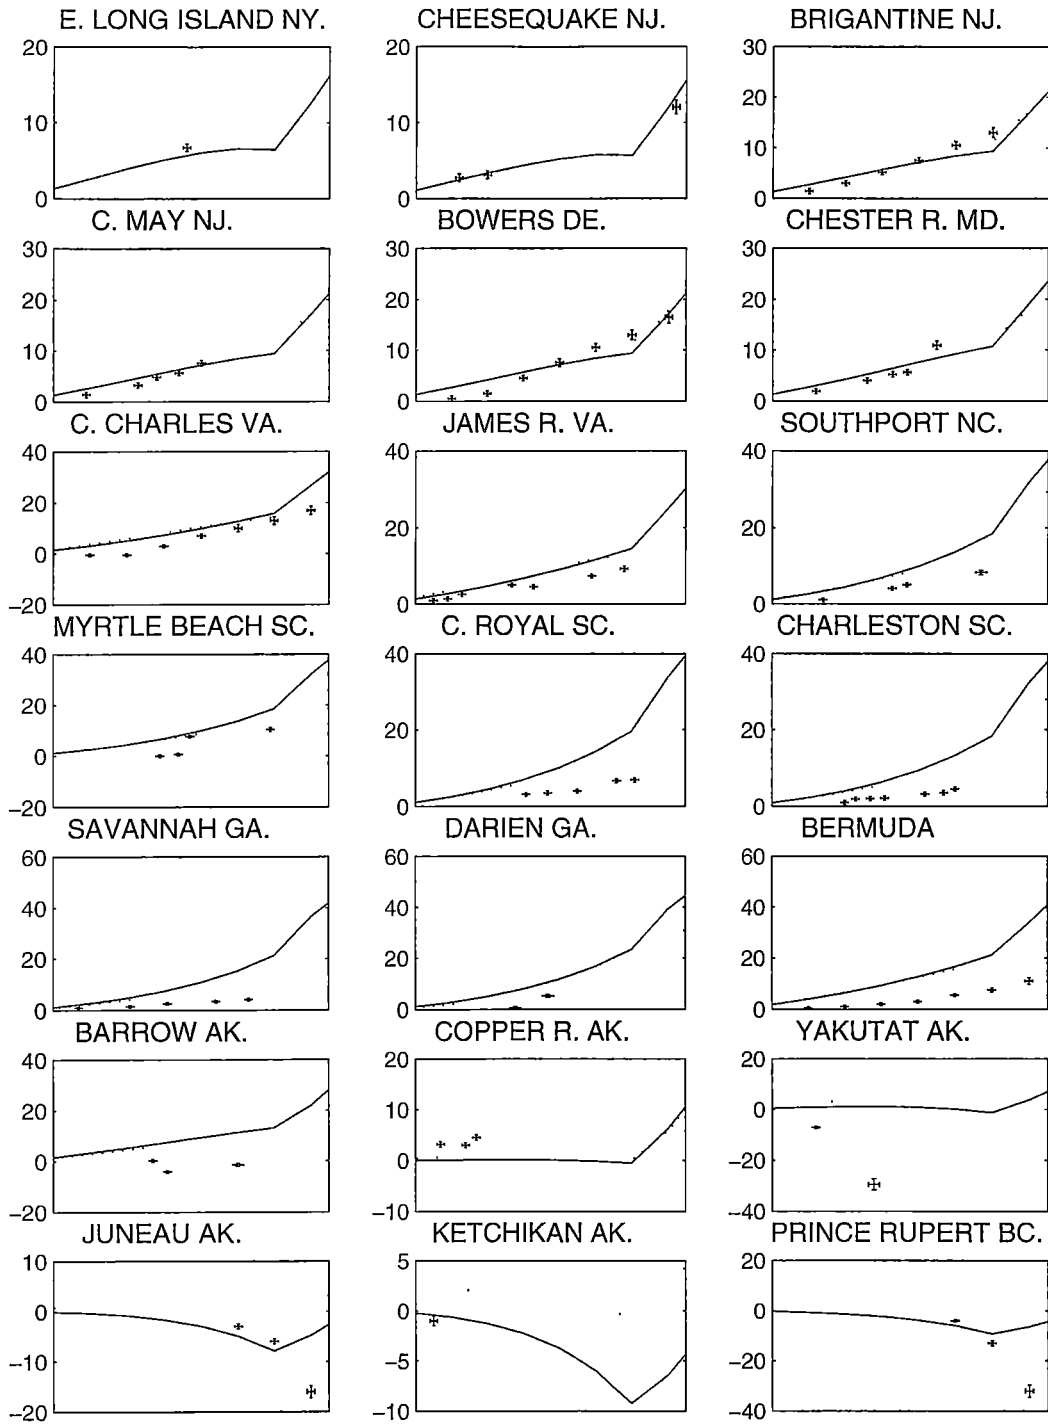 E. LONG ISLAND NY. CHEESEQUAKE NJ. BRIGANTINE NJ.
20 20 30
10 10 20
10
0 0 0
C. MAY NJ. BOWERS DE. CHESTER R. MD.
30 30 30
20 20 20
10 10 10
0 0 0
C. CHARLES VA. JAMES R. VA. SOUTHPORT NC.
40 40 40
20 20 20
0
−20 0 0
MYRTLE BEACH SC. C. ROYAL SC. CHARLESTON SC.
40 40 40
20 20 20
0
−20 0 0
SAVANNAH GA. DARIEN GA. BERMUDA
60 60 60
40 40 40
20 20 20
0 0 0
BARROW AK. COPPER R. AK. YAKUTAT AK.
40 20 20
20 10 0
0 0 −20
−20 −10 −40
JUNEAU AK. KETCHIKAN AK. PRINCE RUPERT BC.
10 5 20
0 0 0
−10 −5 −20
−20 −10 −40